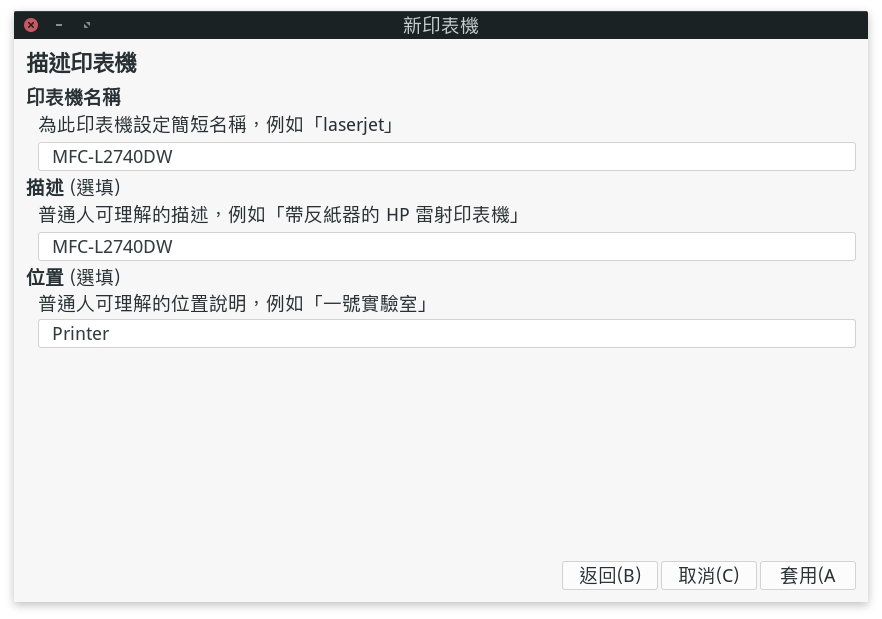 新印表機
描述印表機
印表機名稱
為此印表機設定簡短名稱，例如「laserjet」
MFC-L2740DW
描述 (選填)
普通人可理解的描述，例如「帶反紙器的 HP 雷射印表機」
MFC-L2740DW
位置 (選填)
普通人可理解的位置說明，例如「一號實驗室」
Printer
返回(B) 取消(C) 套用(A